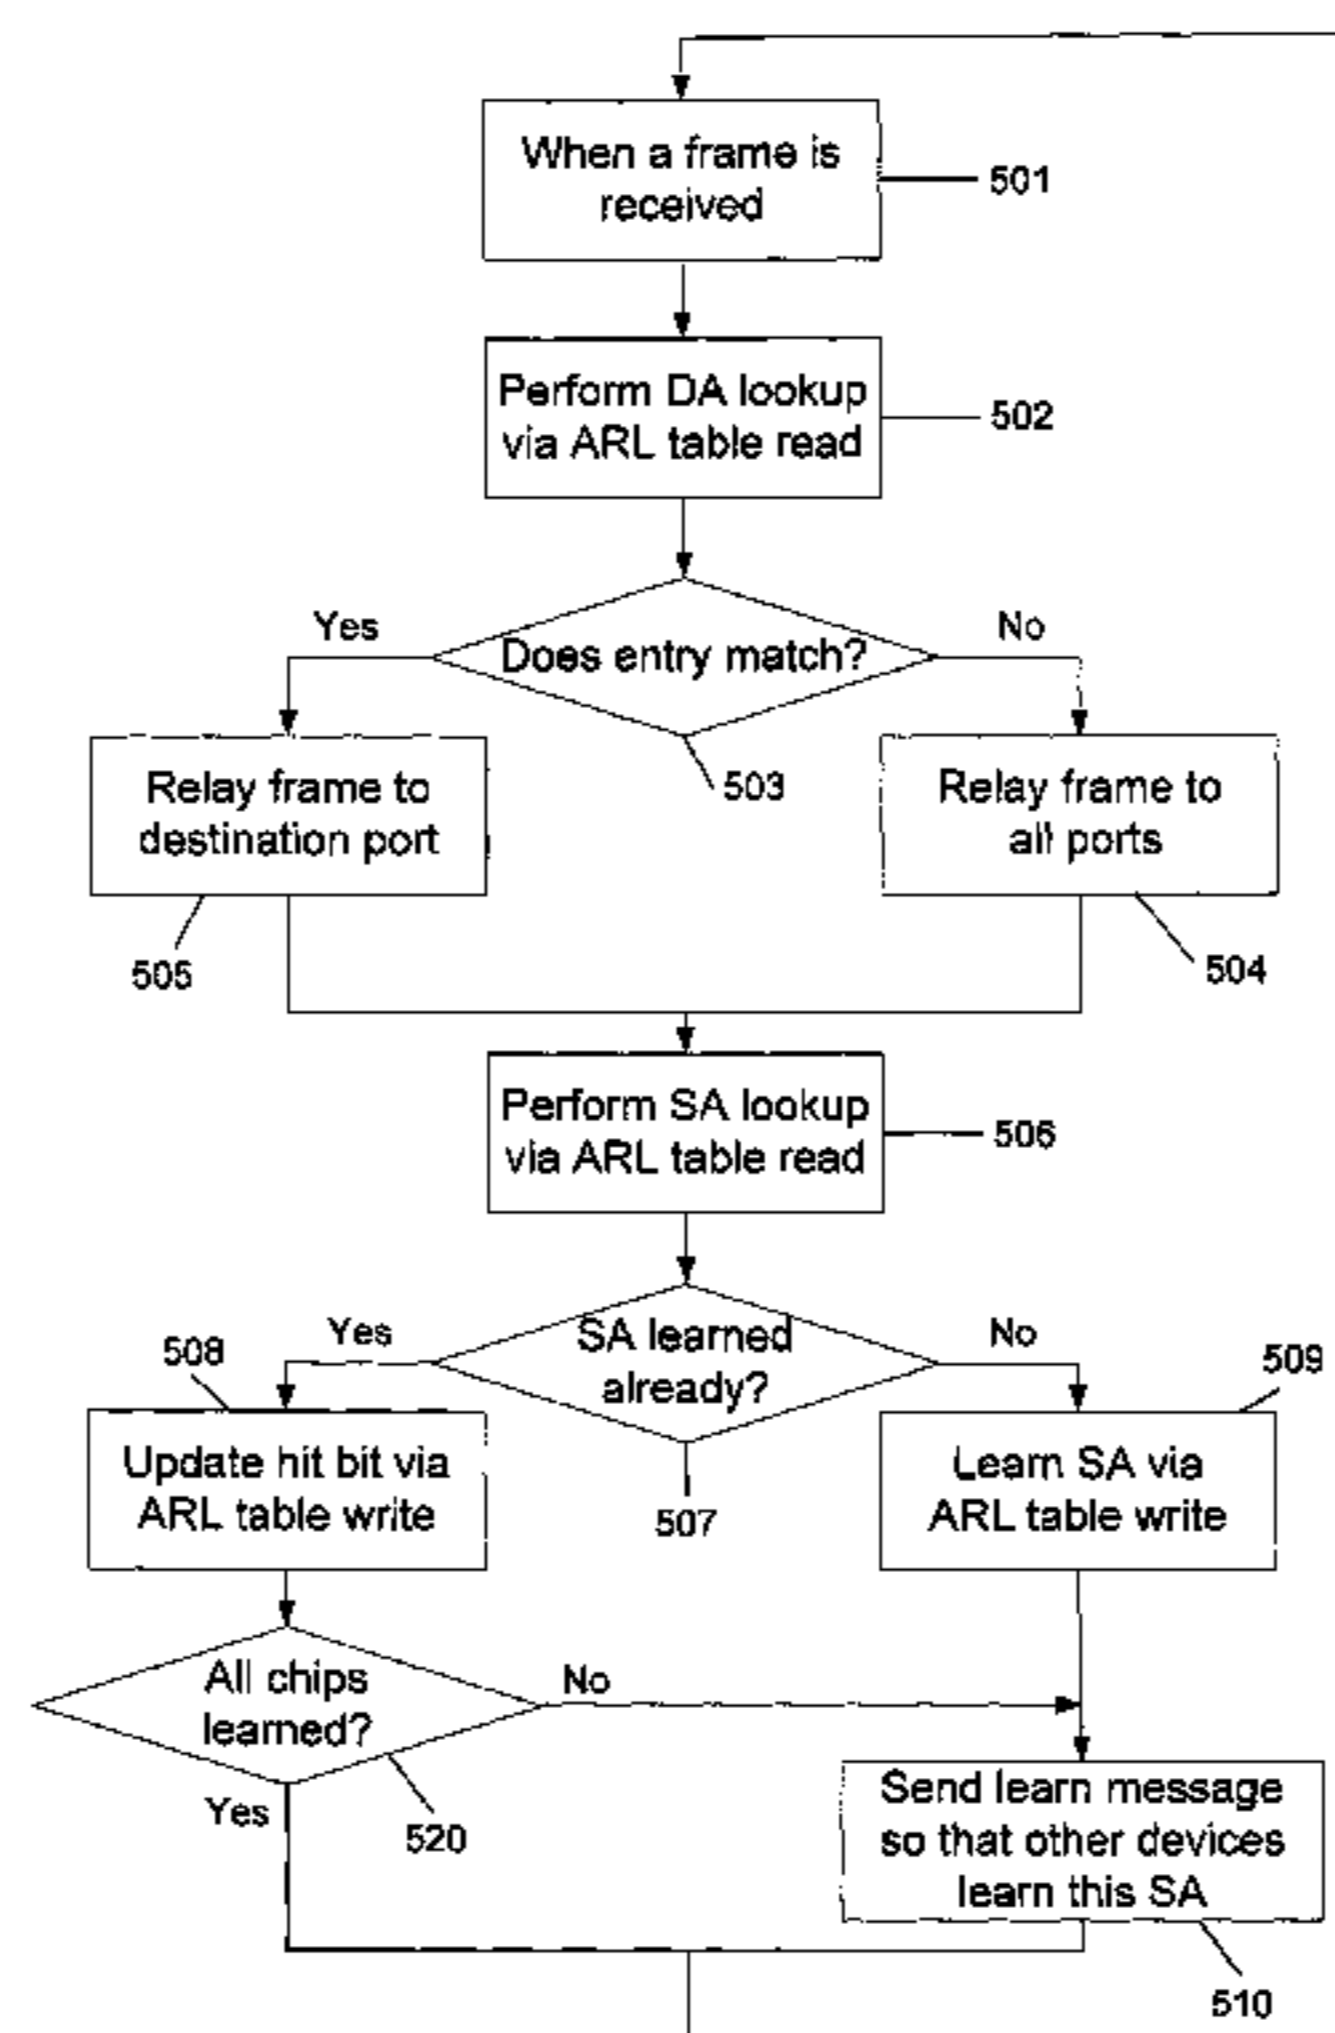 When a frame is
received
501
Perform DA lookup
via ARL table read
502
Yes
No
Does entry match?
503
Relay frame to
destination port
505
Relay frame to
all ports
504
Perform SA lookup
via ARL table read
506
Yes
No
SA learned
already?
507
508
Update hit bit via
ARL table write
509
Learn SA via
ARL table write
All chips
learned?
No
Yes
520
Send learn message
so that other devices
learn this SA
510